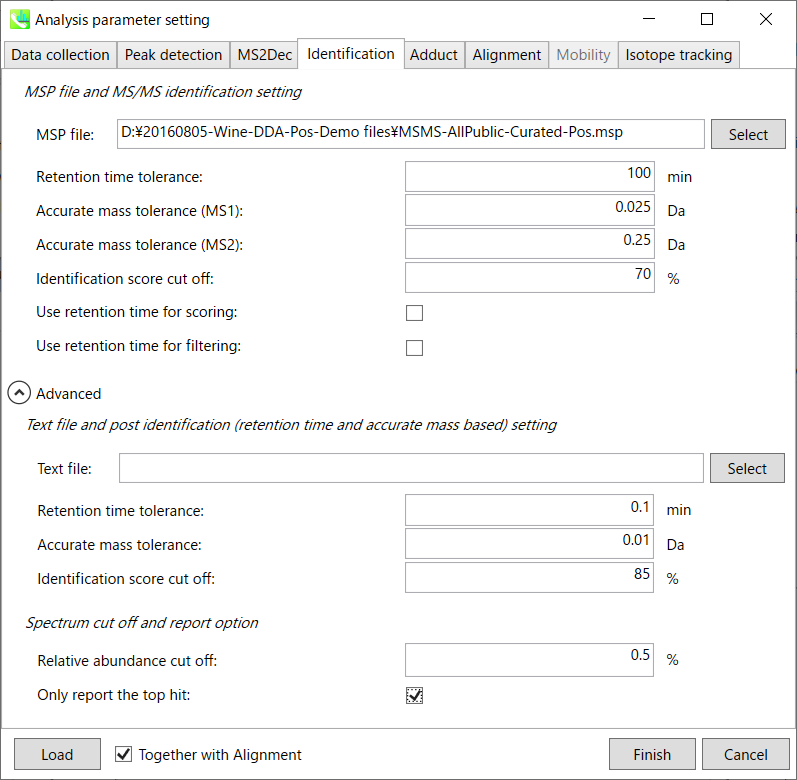 Analysis parameter setting
Data collection Peak detection MS2Dec Identification Adduct Alignment Mobility Isotope tracking
MSP file and MS/MS identification setting
MSP file: D:¥20160805-Wine-DDA-Pos-Demo files¥MSMS-AllPublic-Curated-Pos.msp Select
Retention time tolerance: 100 min
Accurate mass tolerance (MS1): 0.025 Da
Accurate mass tolerance (MS2): 0.25 Da
Identification score cut off: 70 %
Use retention time for scoring:
Use retention time for filtering:
Advanced
Text file and post identification (retention time and accurate mass based) setting
Text file: Select
Retention time tolerance: 0.1 min
Accurate mass tolerance: 0.01 Da
Identification score cut off: 85 %
Spectrum cut off and report option
Relative abundance cut off: 0.5 %
Only report the top hit:
Load Together with Alignment Finish Cancel